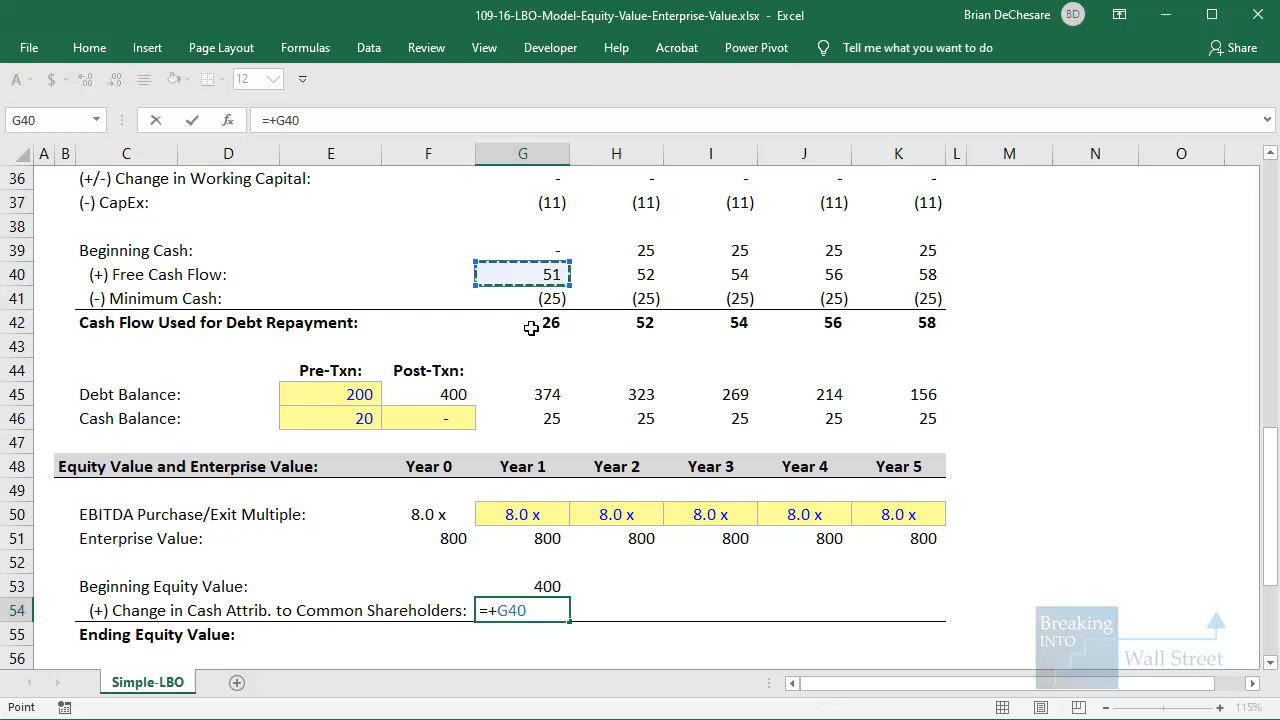 109-16-LBO-Model-Equity-Value-Enterprise-Value.xlsx - Excel
Brian DeChesare BD
File Home Insert Page Layout Formulas Data Review View Developer Help Acrobat Power Pivot Tell me what you want to do Share
A $ 12
G40 fx =+G40
A B C D E F G H I J K L M N O
36 (+/-) Change in Working Capital: - - - - -
37 (-) CapEx: (11) (11) (11) (11) (11)
38
39 Beginning Cash: - 25 25 25 25
40 (+) Free Cash Flow: 51 52 54 56 58
41 (-) Minimum Cash: (25) (25) (25) (25) (25)
42 Cash Flow Used for Debt Repayment: 26 52 54 56 58
43
44 Pre-Txn: Post-Txn:
45 Debt Balance: 200 400 374 323 269 214 156
46 Cash Balance: 20 - 25 25 25 25 25
47
48 Equity Value and Enterprise Value: Year 0 Year 1 Year 2 Year 3 Year 4 Year 5
49
50 EBITDA Purchase/Exit Multiple: 8.0 x 8.0 x 8.0 x 8.0 x 8.0 x 8.0 x
51 Enterprise Value: 800 800 800 800 800 800
52
53 Beginning Equity Value: 400
54 (+) Change in Cash Attrib. to Common Shareholders: =+G40
55 Ending Equity Value:
56
Breaking
INTO
Wall Street
Simple-LBO
Point 115%